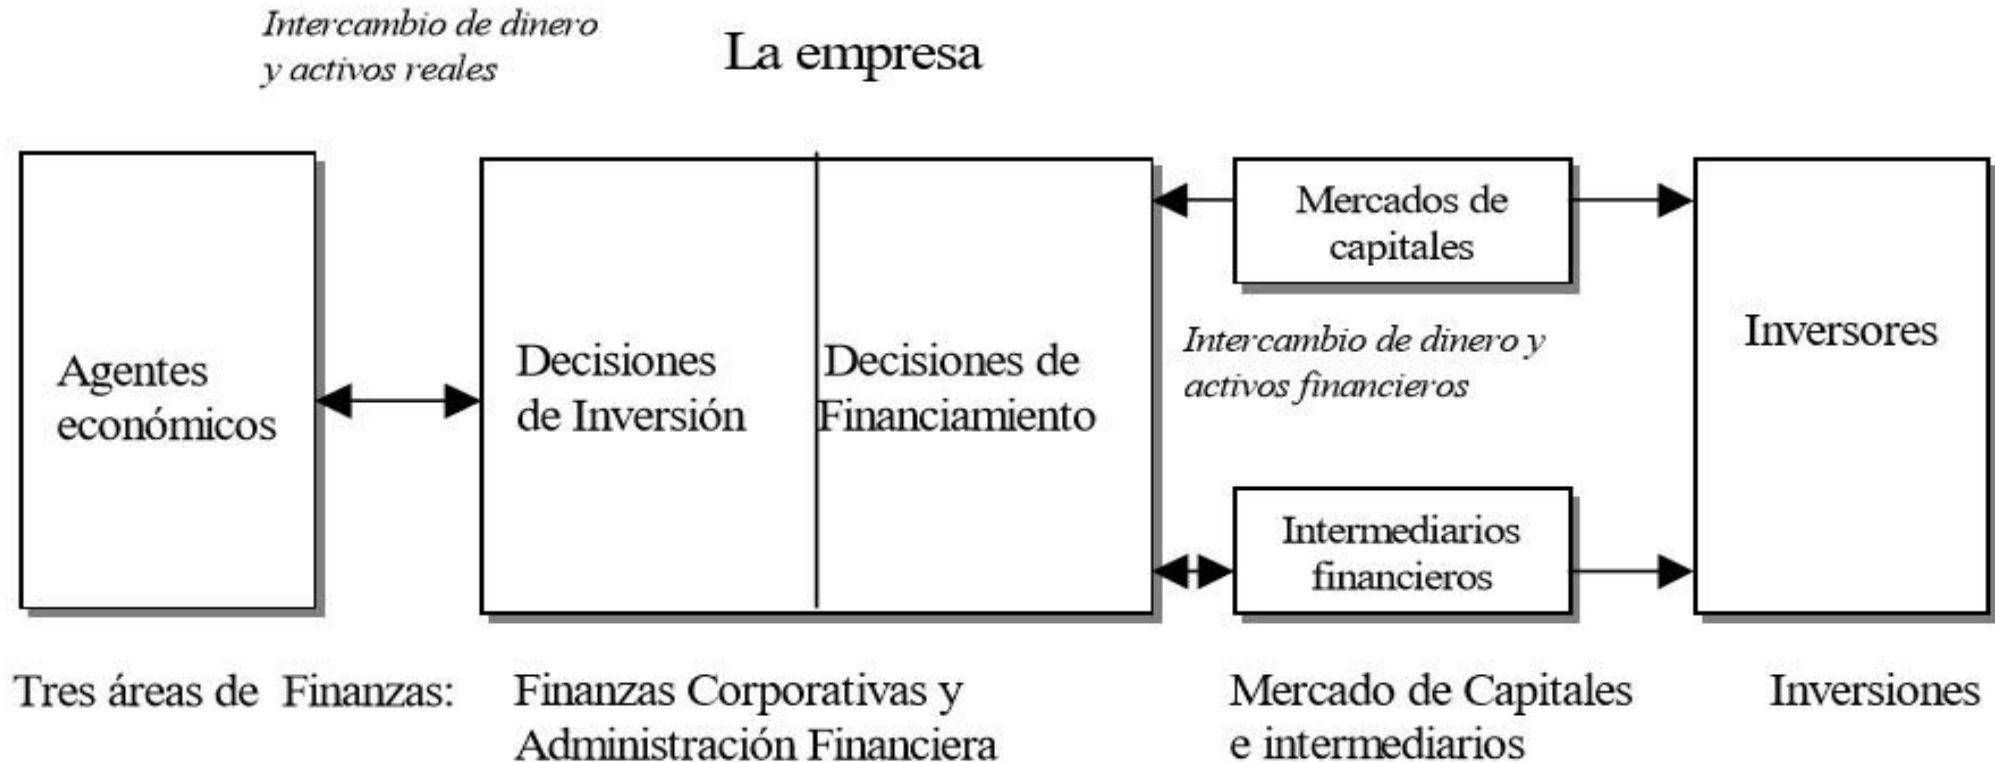 Intercambio de dinero
y activos reales
La empresa
Agentes
económicos
Decisiones
de Inversión
Decisiones de
Financiamiento
Mercados de
capitales
Intercambio de dinero y
activos financieros
Intermediarios
financieros
Inversores
Tres áreas de Finanzas:
Finanzas Corporativas y
Administración Financiera
Mercado de Capitales
e intermediarios
Inversiones